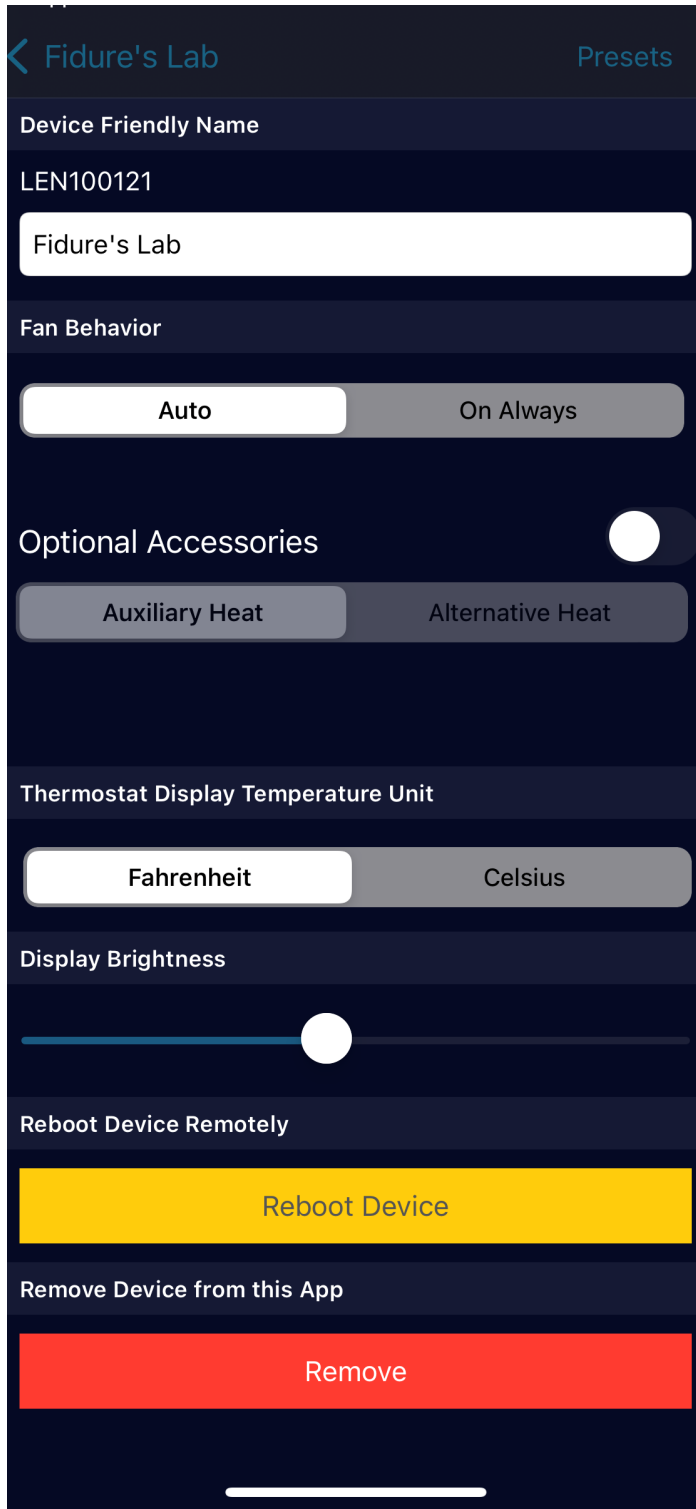 Fidure's Lab Presets
Device Friendly Name
LEN100121
Fidure's Lab
Fan Behavior
Auto On Always
Optional Accessories
Auxiliary Heat Alternative Heat
Thermostat Display Temperature Unit
Fahrenheit Celsius
Display Brightness
Reboot Device Remotely
Reboot Device
Remove Device from this App
Remove